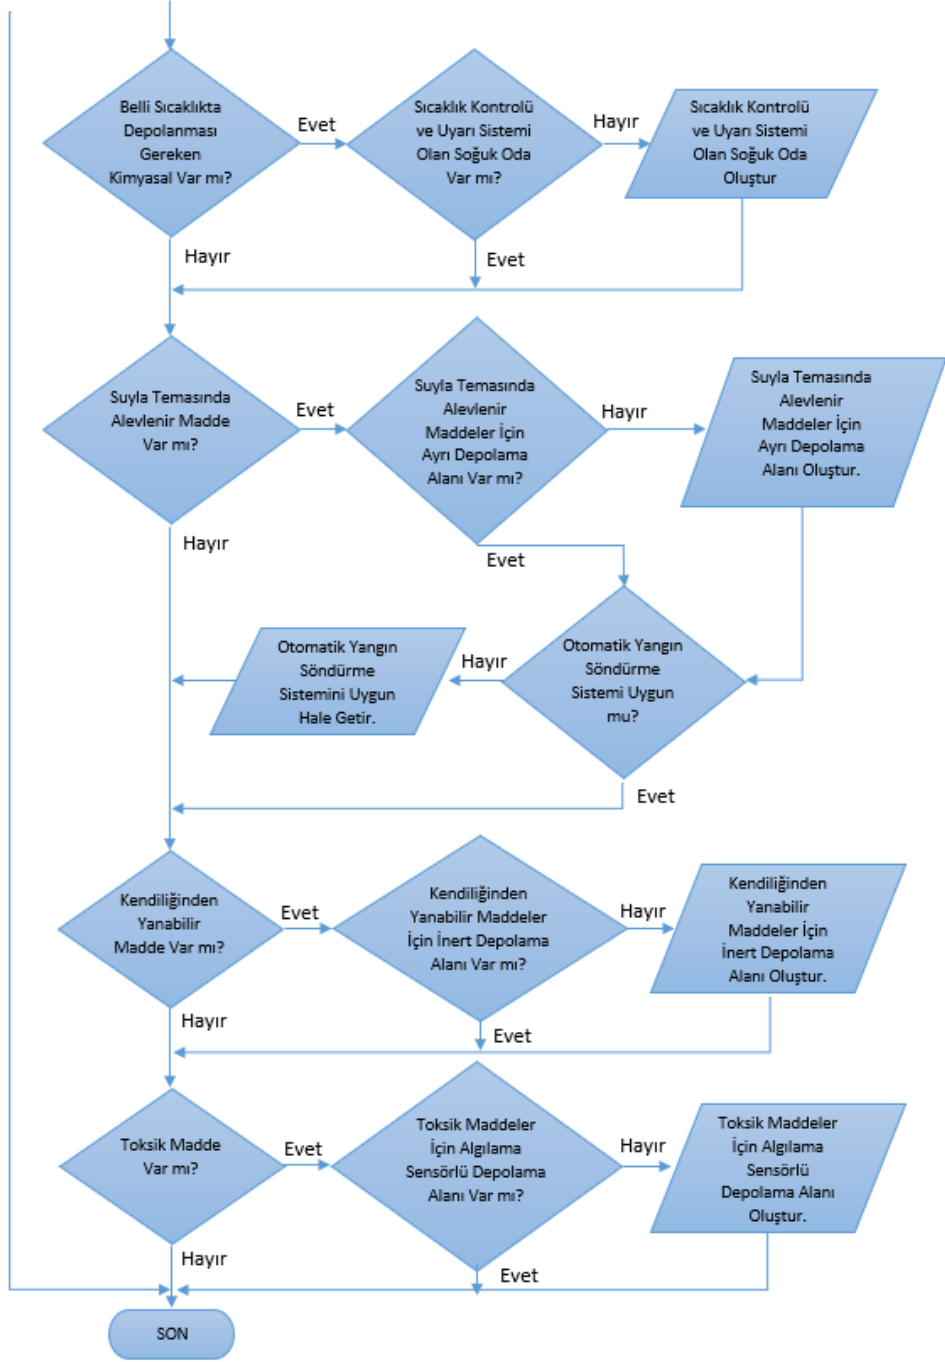 Belli Sıcaklıkta
Depolanması
Gereken
Kimyasal Var mı?
Evet
Sıcaklık Kontrolü
ve Uyarı Sistemi
Olan Soğuk Oda
Var mı?
Hayır
Sıcaklık Kontrolü
ve Uyarı Sistemi
Olan Soğuk Oda
Oluştur
Hayır
Evet
Suyla Temasında
Alevlenir Madde
Var mı?
Evet
Suyla Temasında
Alevlenir
Maddeler İçin
Ayrı Depolama
Alanı Var mı?
Hayır
Suyla Temasında
Alevlenir
Maddeler İçin
Ayrı Depolama
Alanı Oluştur.
Hayır
Evet
Otomatik Yangın
Söndürme
Sistemini Uygun
Hale Getir.
Hayır
Otomatik Yangın
Söndürme
Sistemi Uygun
mu?
Evet
Kendiliğinden
Yanabilir
Madde Var mı?
Evet
Kendiliğinden
Yanabilir Maddeler
İçin İnert Depolama
Alanı Var mı?
Hayır
Kendiliğinden
Yanabilir
Maddeler İçin
İnert Depolama
Alanı Oluştur.
Hayır
Evet
Toksik Madde
Var mı?
Evet
Toksik Maddeler
İçin Algılama
Sensörlü Depolama
Alanı Var mı?
Hayır
Toksik Maddeler
İçin Algılama
Sensörlü
Depolama Alanı
Oluştur.
Hayır
Evet
SON